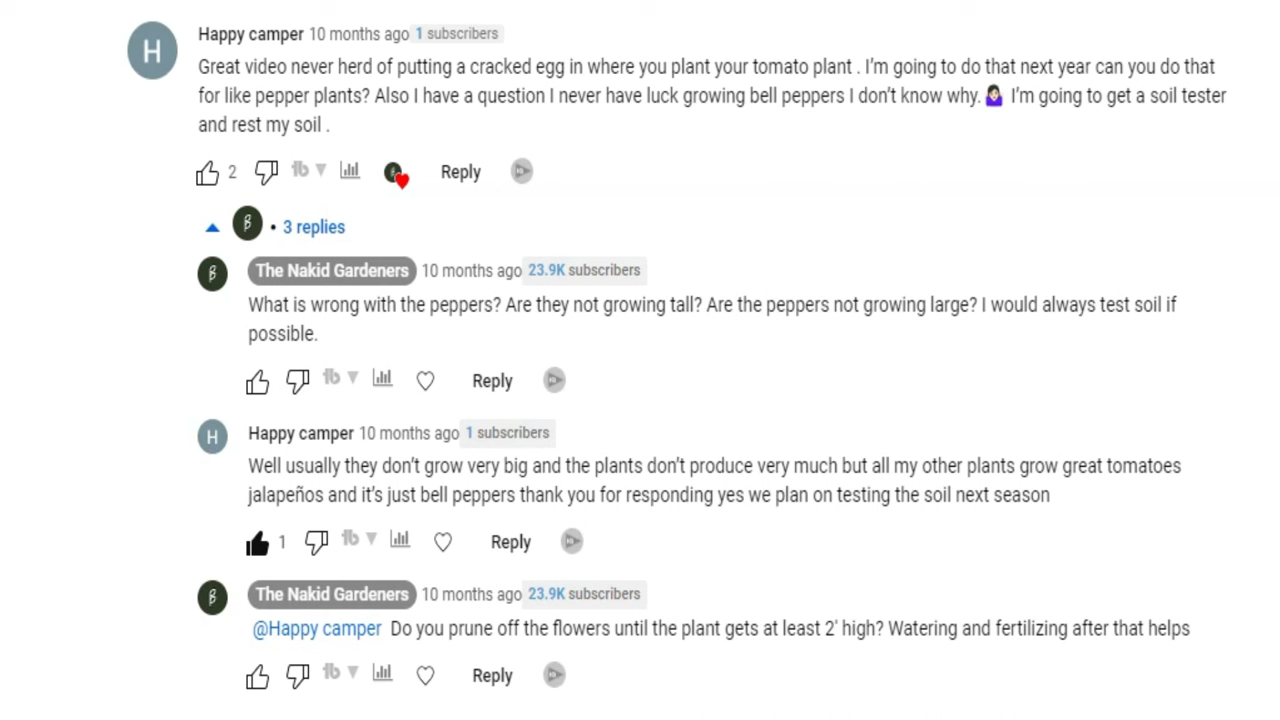 H
Happy camper 10 months ago 1 subscribers
Great video never herd of putting a cracked egg in where you plant your tomato plant . I'm going to do that next year can you do that
for like pepper plants? Also I have a question I never have luck growing bell peppers I don't know why. 🤷🏻‍♀️ I'm going to get a soil tester
and rest my soil .
2 tb Reply
β • 3 replies
β The Nakid Gardeners 10 months ago 23.9K subscribers
What is wrong with the peppers? Are they not growing tall? Are the peppers not growing large? I would always test soil if
possible.
tb Reply
H Happy camper 10 months ago 1 subscribers
Well usually they don't grow very big and the plants don't produce very much but all my other plants grow great tomatoes
jalapeños and it's just bell peppers thank you for responding yes we plan on testing the soil next season
1 tb Reply
β The Nakid Gardeners 10 months ago 23.9K subscribers
@Happy camper Do you prune off the flowers until the plant gets at least 2' high? Watering and fertilizing after that helps
tb Reply